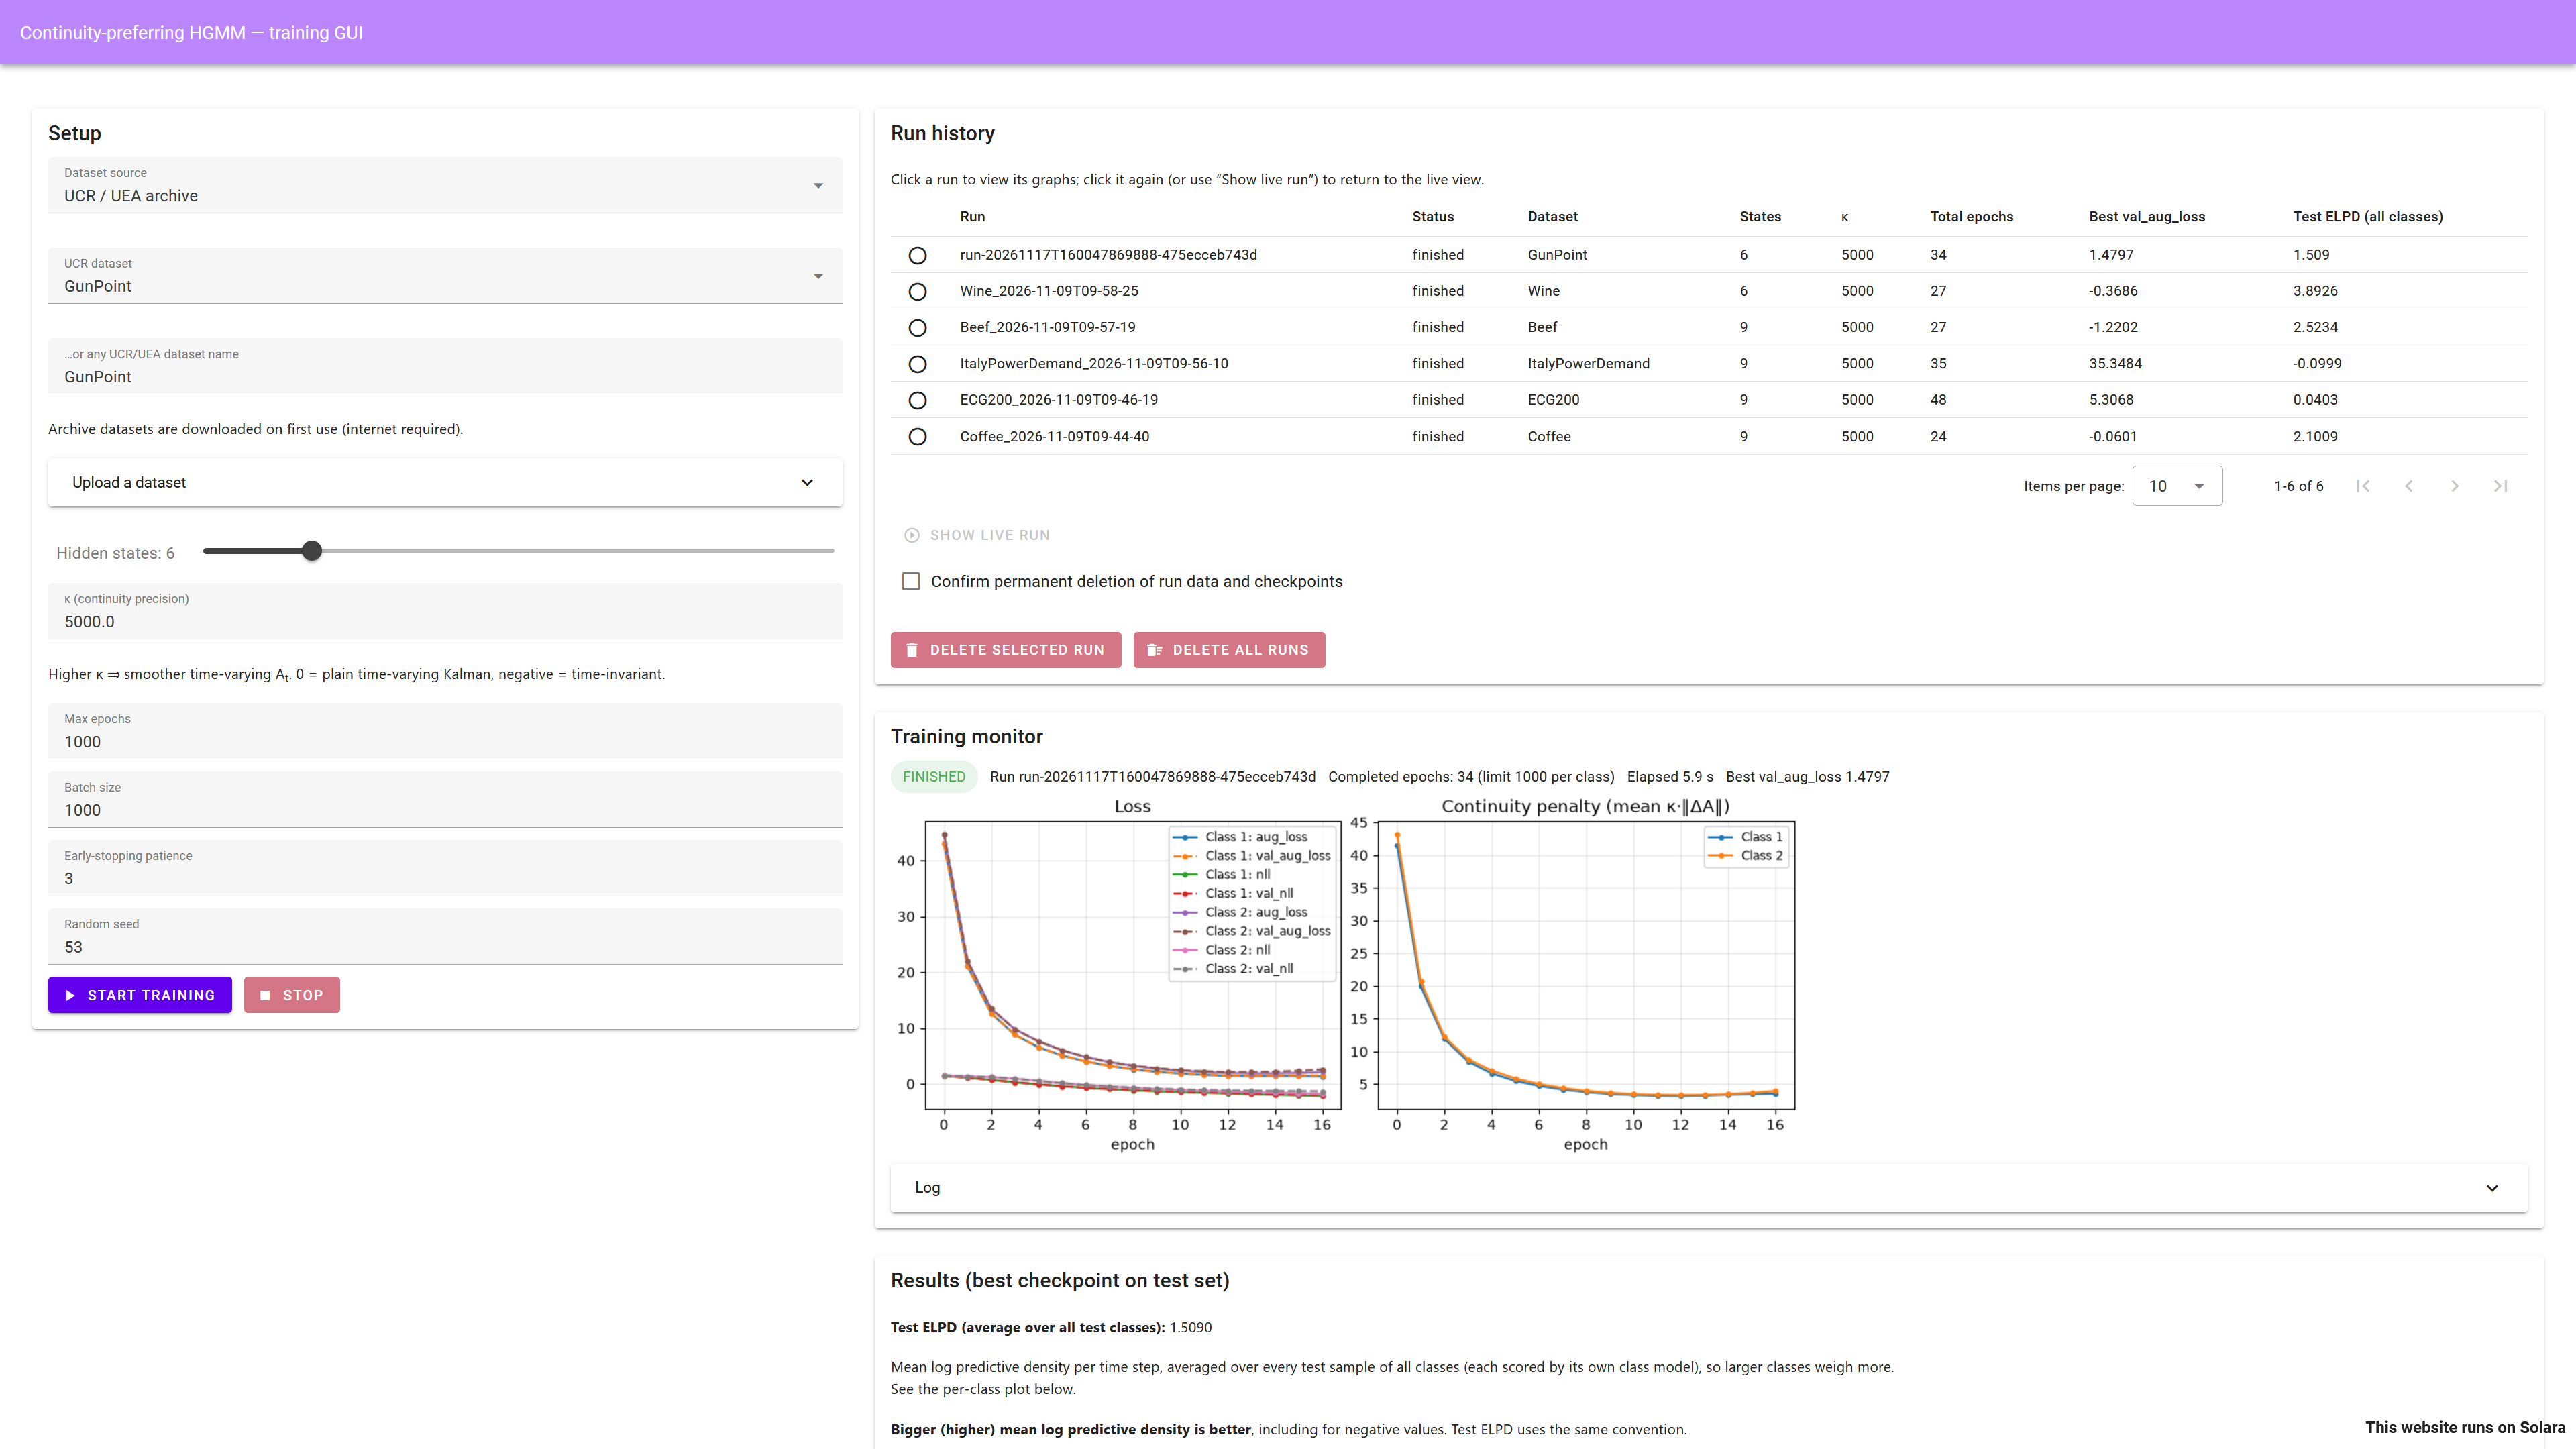 Continuity-preferring HGMM — training GUI
Setup
Dataset source
UCR / UEA archive
UCR dataset
GunPoint
...or any UCR/UEA dataset name
GunPoint
Archive datasets are downloaded on first use (internet required).
Upload a dataset
Hidden states: 6
κ (continuity precision)
5000.0
Higher κ ⇒ smoother time-varying Aₜ. 0 = plain time-varying Kalman, negative = time-invariant.
Max epochs
1000
Batch size
1000
Early-stopping patience
3
Random seed
53
START TRAINING STOP
Run history
Click a run to view its graphs; click it again (or use “Show live run”) to return to the live view.
Run Status Dataset States κ Total epochs Best val_aug_loss Test ELPD (all classes)
run-20261117T160047869888-475ecceb743d finished GunPoint 6 5000 34 1.4797 1.509
Wine_2026-11-09T09-58-25 finished Wine 6 5000 27 -0.3686 3.8926
Beef_2026-11-09T09-57-19 finished Beef 9 5000 27 -1.2202 2.5234
ItalyPowerDemand_2026-11-09T09-56-10 finished ItalyPowerDemand 9 5000 35 35.3484 -0.0999
ECG200_2026-11-09T09-46-19 finished ECG200 9 5000 48 5.3068 0.0403
Coffee_2026-11-09T09-44-40 finished Coffee 9 5000 24 -0.0601 2.1009
Items per page: 10 1-6 of 6
SHOW LIVE RUN
Confirm permanent deletion of run data and checkpoints
DELETE SELECTED RUN DELETE ALL RUNS
Training monitor
FINISHED Run run-20261117T160047869888-475ecceb743d Completed epochs: 34 (limit 1000 per class) Elapsed 5.9 s Best val_aug_loss 1.4797
Loss
Class 1: aug_loss
Class 1: val_aug_loss
Class 1: nll
Class 1: val_nll
Class 2: aug_loss
Class 2: val_aug_loss
Class 2: nll
Class 2: val_nll
40
30
20
10
0
0 2 4 6 8 10 12 14 16
epoch
Continuity penalty (mean κ·‖ΔA‖)
Class 1
Class 2
45
40
35
30
25
20
15
10
5
0 2 4 6 8 10 12 14 16
epoch
Log
Results (best checkpoint on test set)
Test ELPD (average over all test classes): 1.5090
Mean log predictive density per time step, averaged over every test sample of all classes (each scored by its own class model), so larger classes weigh more.
See the per-class plot below.
Bigger (higher) mean log predictive density is better, including for negative values. Test ELPD uses the same convention.
This website runs on Solara